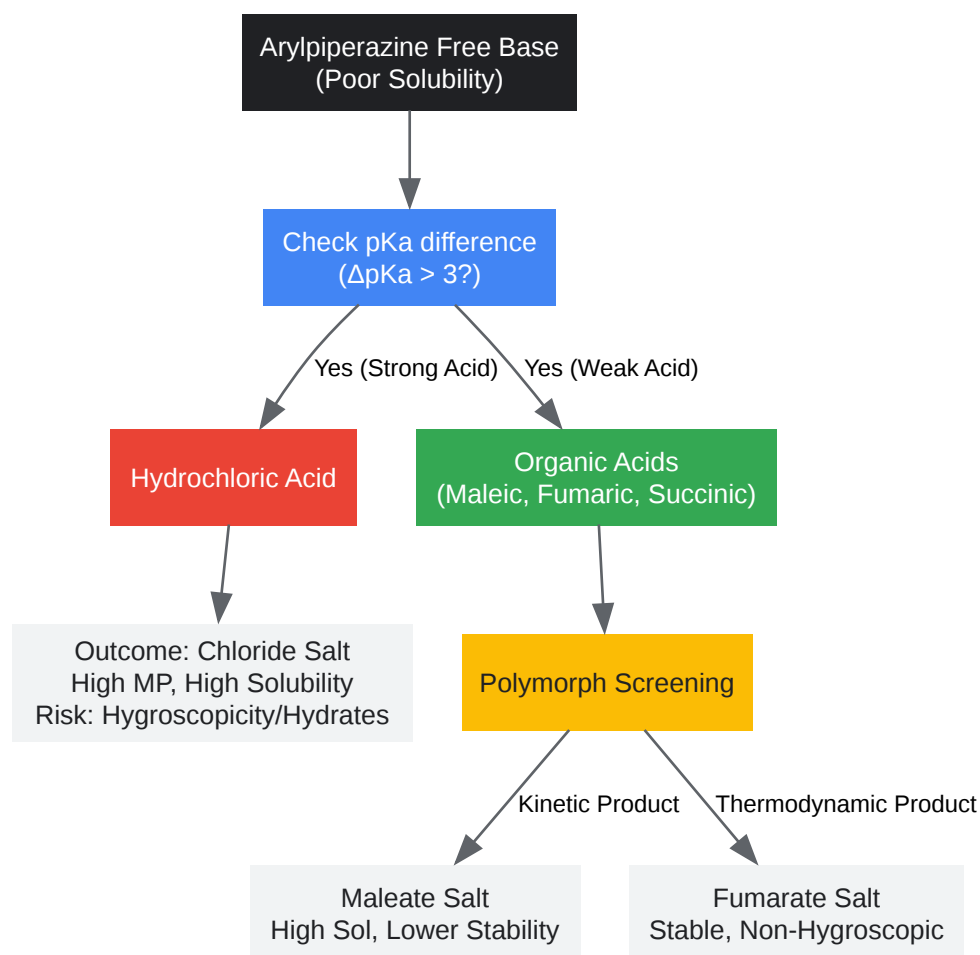 Arylpiperazine Free Base
(Poor Solubility)
Check pKa difference
(ΔpKa > 3?)
Yes (Strong Acid)
Yes (Weak Acid)
Hydrochloric Acid
Organic Acids
(Maleic, Fumaric, Succinic)
Outcome: Chloride Salt
High MP, High Solubility
Risk: Hygroscopicity/Hydrates
Polymorph Screening
Kinetic Product
Thermodynamic Product
Maleate Salt
High Sol, Lower Stability
Fumarate Salt
Stable, Non-Hygroscopic